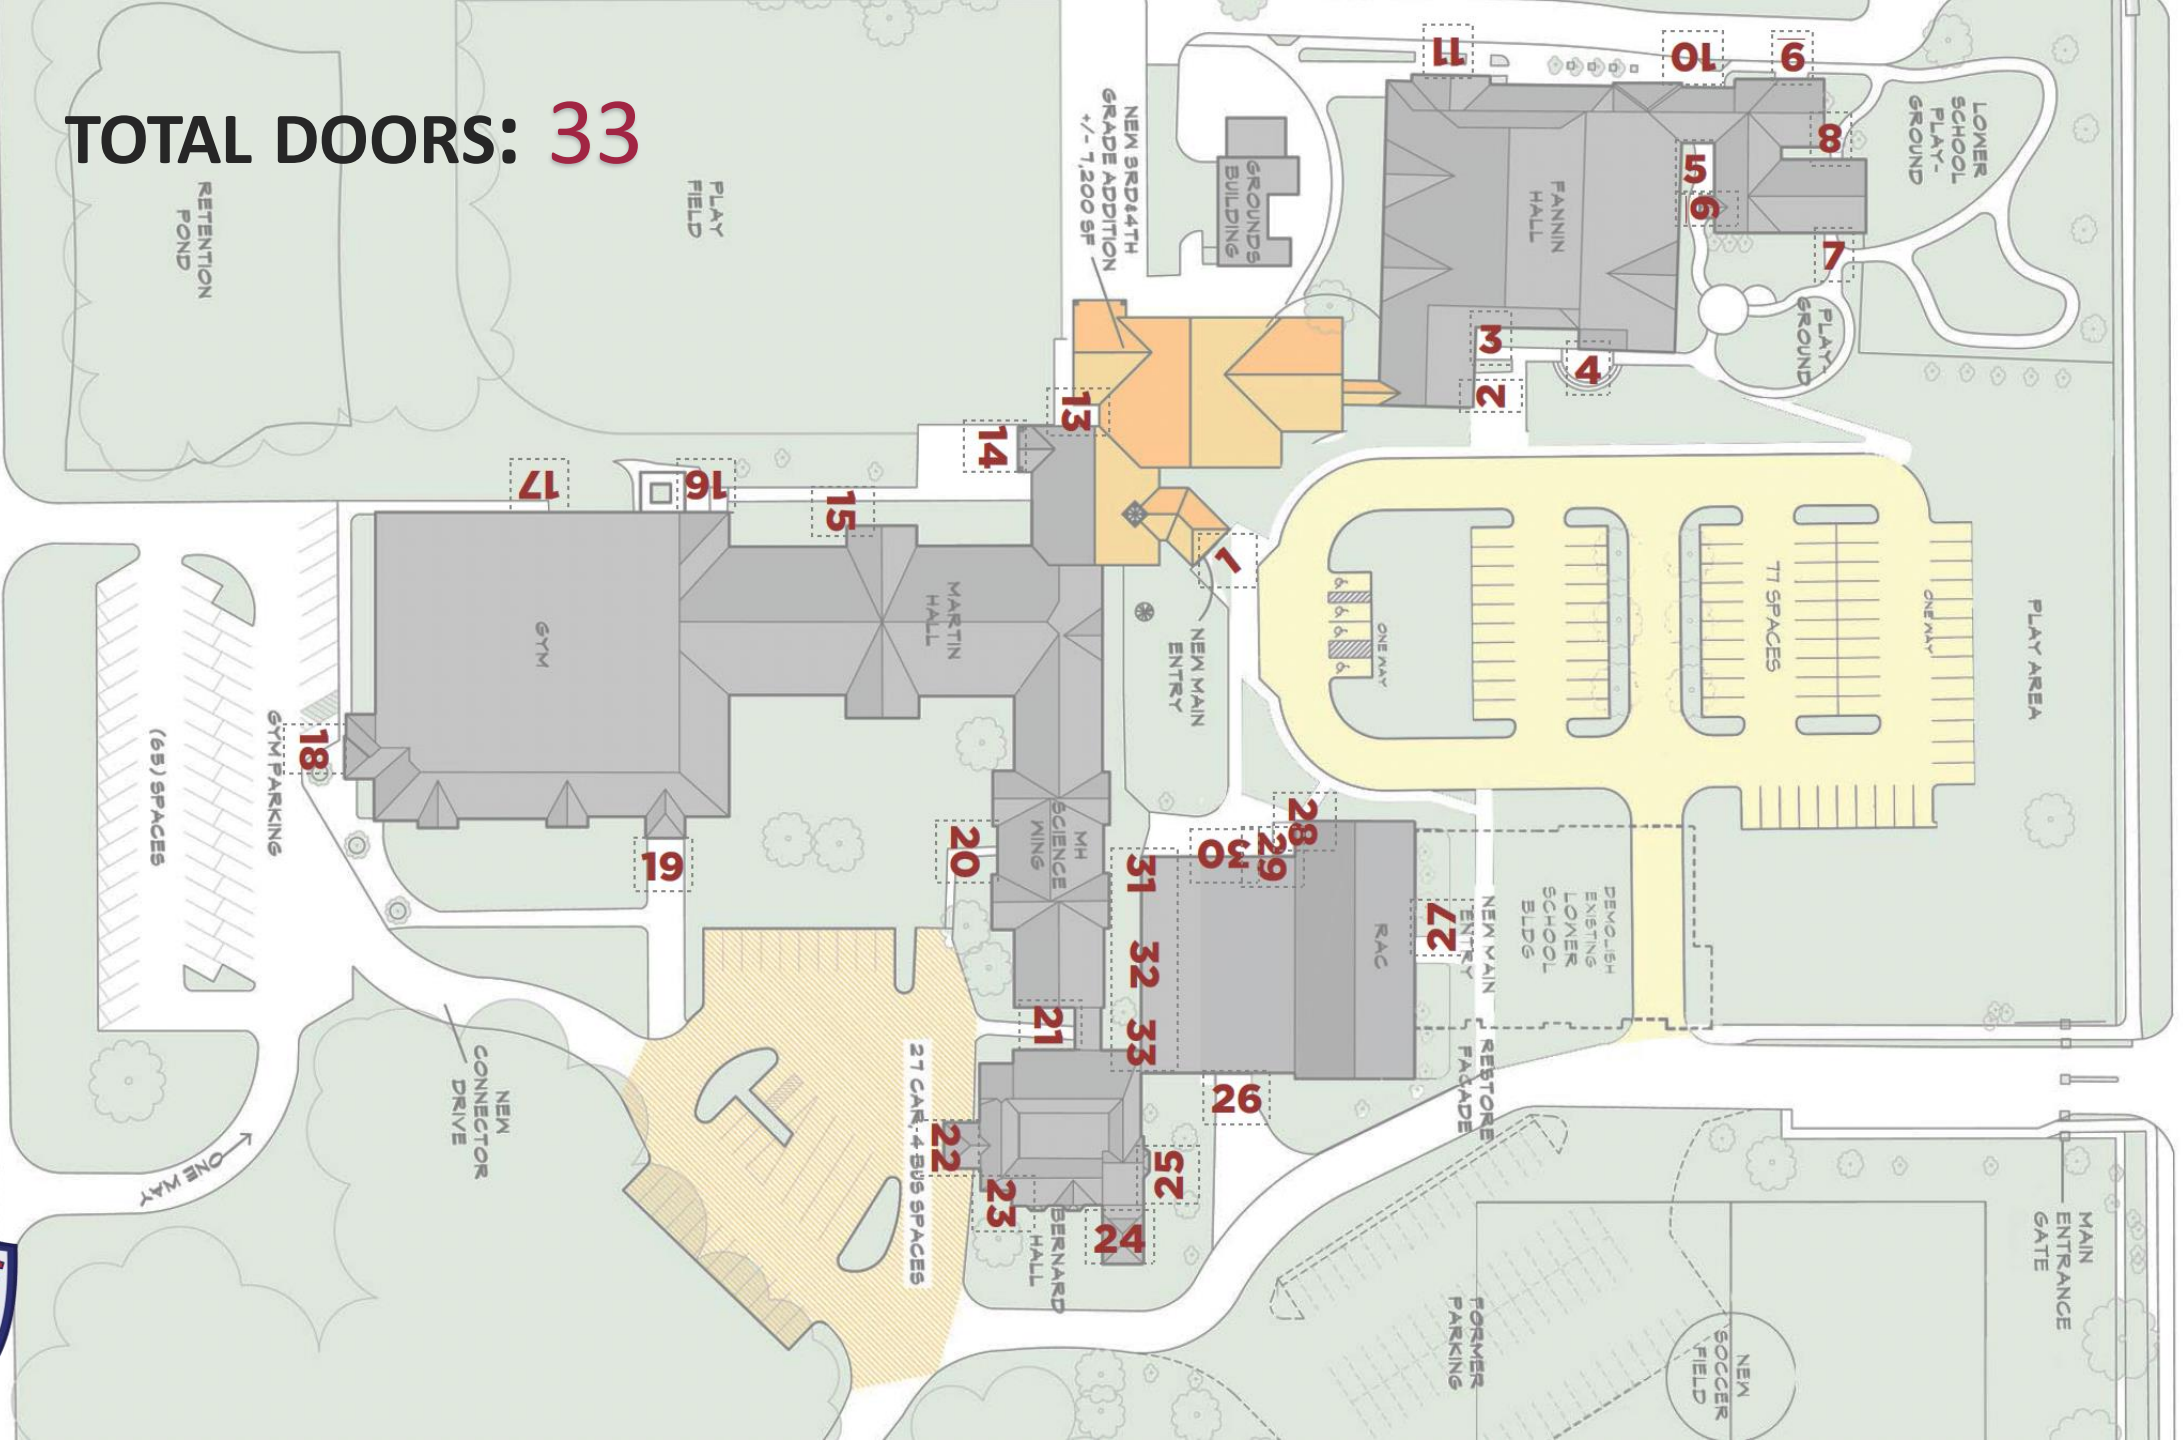 TOTAL DOORS: 33
RETENTION
POND
PLAY
FIELD
NEW 3RD&4TH
GRADE ADDITION
+/- 7,200 SF
GROUNDS
BUILDING
FANNIN
HALL
LOWER
SCHOOL
PLAY-
GROUND
PLAY-
GROUND
11
10
9
8
5
6
7
3
4
2
13
14
17
16
15
1
GYM
MARTIN
HALL
NEW MAIN
ENTRY
ONE WAY
77 SPACES
ONE WAY
PLAY AREA
(65) SPACES
GYM PARKING
18
19
20
MH
SCIENCE
WING
31
30
29
28
32
33
RAC
27
NEW MAIN
ENTRY
RESTORE
FACADE
DEMOLISH
EXISTING
LOWER
SCHOOL
BLDG
21
26
22
23
25
24
27 CAR, 4 BUS SPACES
BERNARD
HALL
NEW
CONNECTOR
DRIVE
ONE WAY
FORMER
PARKING
NEW
SOCCER
FIELD
MAIN
ENTRANCE
GATE